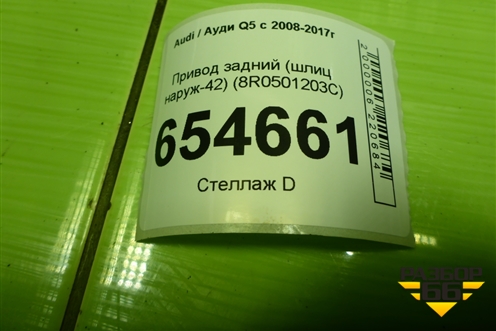 Audi / Ауди Q5 с 2008-2017г
Привод задний (шлиц
наруж-42) (8R0501203C)
654661
Стеллаж D
2000006220684
РАЗБОР
66